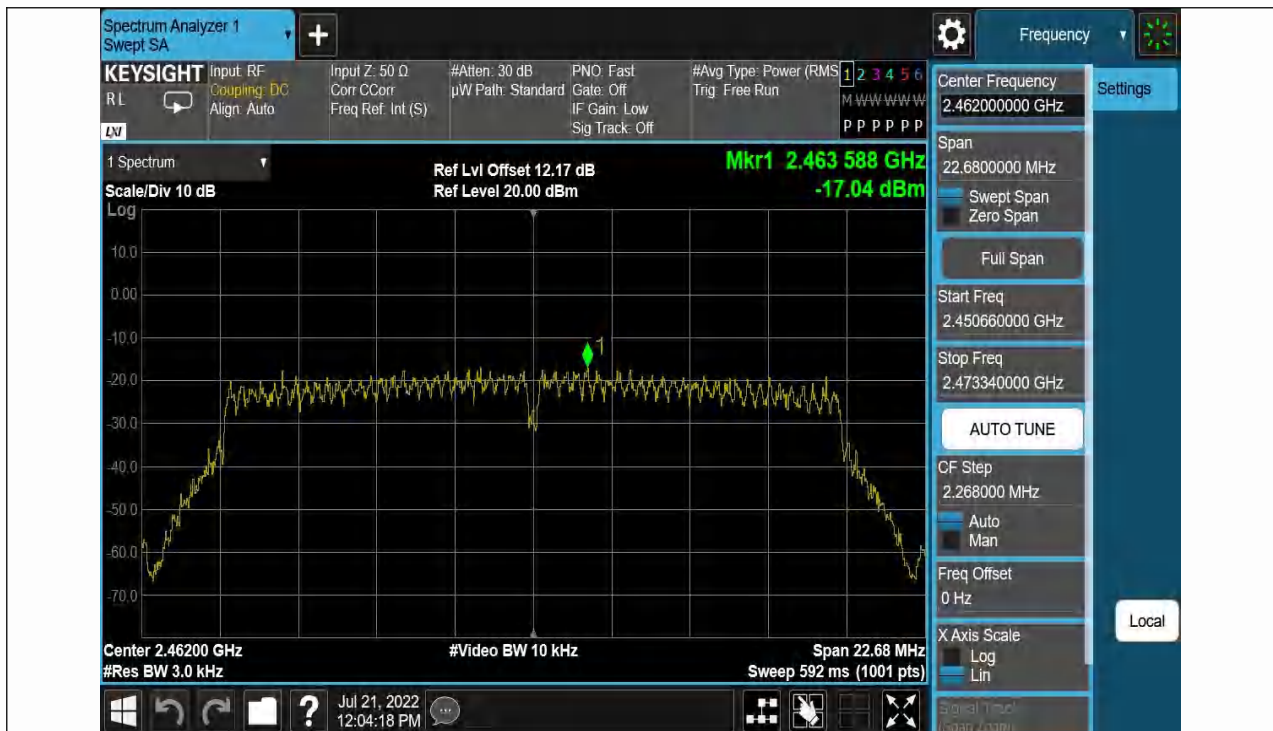 Spectrum Analyzer 1
Swept SA
+
Frequency
KEYSIGHT
R L
LXI
Input: RF
Coupling: DC
Align: Auto
Input Z: 50 Ω
Corr CCorr
Freq Ref: Int (S)
#Atten: 30 dB
µW Path: Standard
PNO: Fast
Gate: Off
IF Gain: Low
Sig Track: Off
#Avg Type: Power (RMS
Trig: Free Run
1 2 3 4 5 6
M W W W W W
P P P P P P
1 Spectrum
Scale/Div 10 dB
Ref Lvl Offset 12.17 dB
Ref Level 20.00 dBm
Mkr1 2.463 588 GHz
-17.04 dBm
Log
10.0
0.00
-10.0
-20.0
-30.0
-40.0
-50.0
-60.0
-70.0
1
Center 2.46200 GHz
#Res BW 3.0 kHz
#Video BW 10 kHz
Span 22.68 MHz
Sweep 592 ms (1001 pts)
Center Frequency
2.462000000 GHz
Span
22.6800000 MHz
Swept Span
Zero Span
Full Span
Start Freq
2.450660000 GHz
Stop Freq
2.473340000 GHz
AUTO TUNE
CF Step
2.268000 MHz
Auto
Man
Freq Offset
0 Hz
X Axis Scale
Log
Lin
Signal Track
(Span Zoom)
Settings
Local
?
Jul 21, 2022
12:04:18 PM